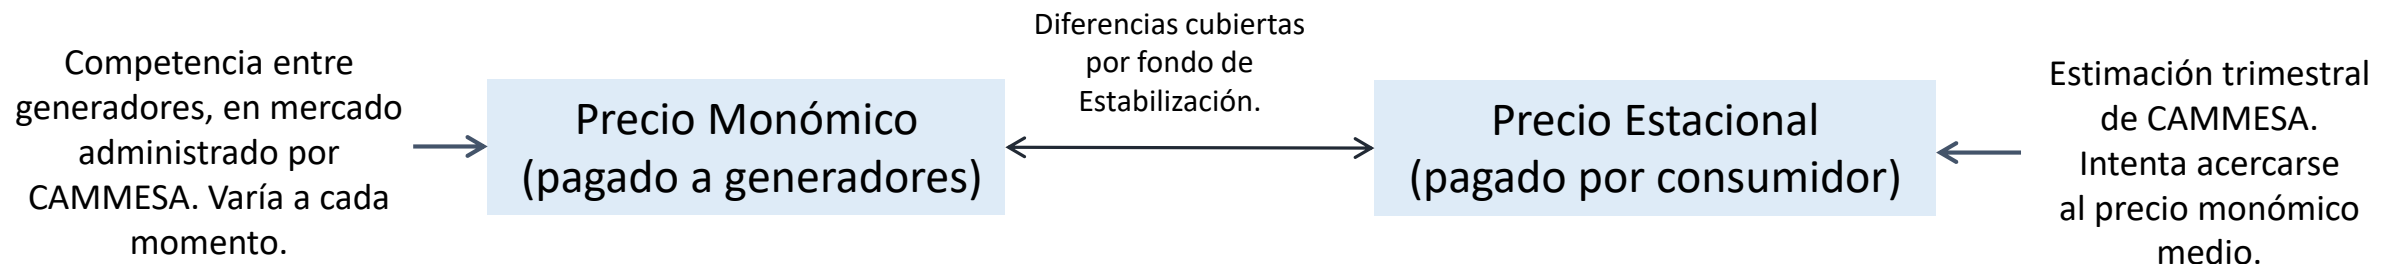 Competencia entre
generadores, en mercado
administrado por
CAMMESA. Varía a cada
momento.
Precio Monómico
(pagado a generadores)
Diferencias cubiertas
por fondo de
Estabilización.
Precio Estacional
(pagado por consumidor)
Estimación trimestral
de CAMMESA.
Intenta acercarse
al precio monómico
medio.